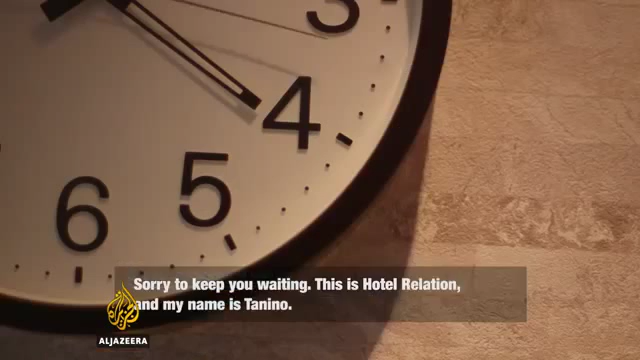 3
4
5
6
Sorry to keep you waiting. This is Hotel Relation,
and my name is Tanino.
ALJAZEERA